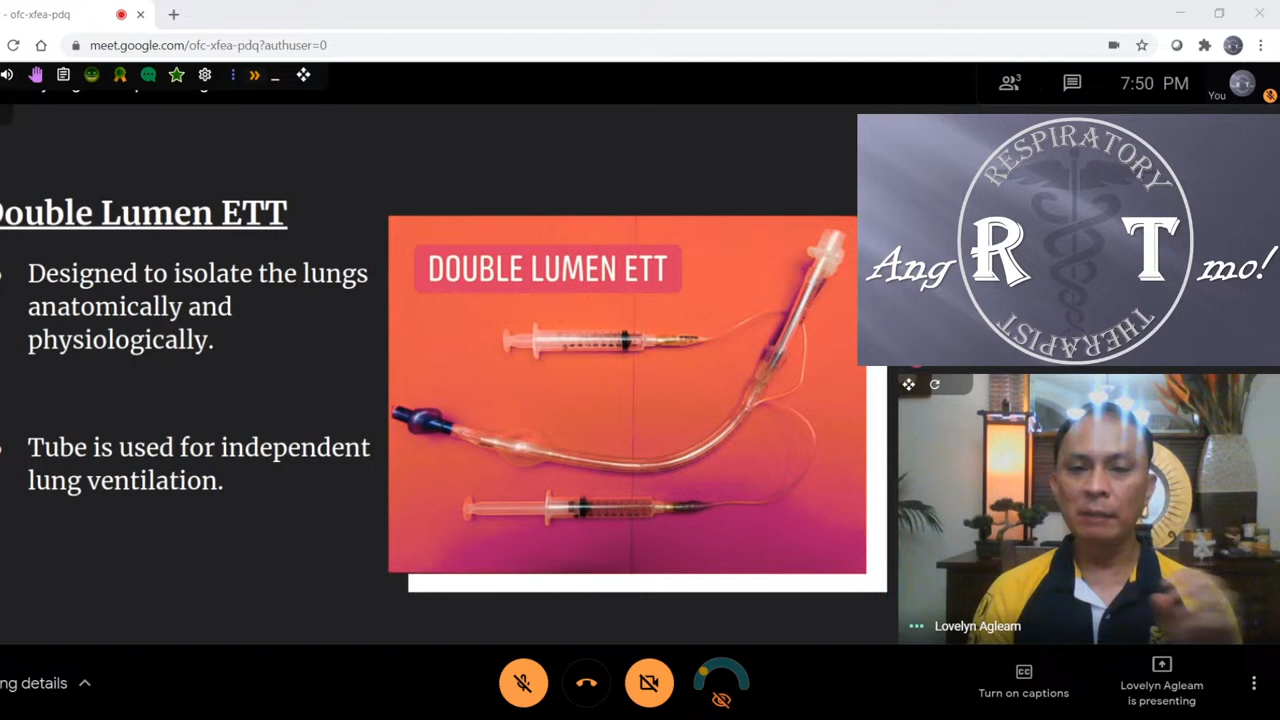 - ofc-xfea-pdq
meet.google.com/ofc-xfea-pdq?authuser=0
3
7:50 PM
You
Double Lumen ETT
Designed to isolate the lungs
anatomically and
physiologically.
Tube is used for independent
lung ventilation.
DOUBLE LUMEN ETT
RESPIRATORY
Ang R T mo!
THERAPIST
Lovelyn Agleam
ng details
CC
Turn on captions
Lovelyn Agleam
is presenting